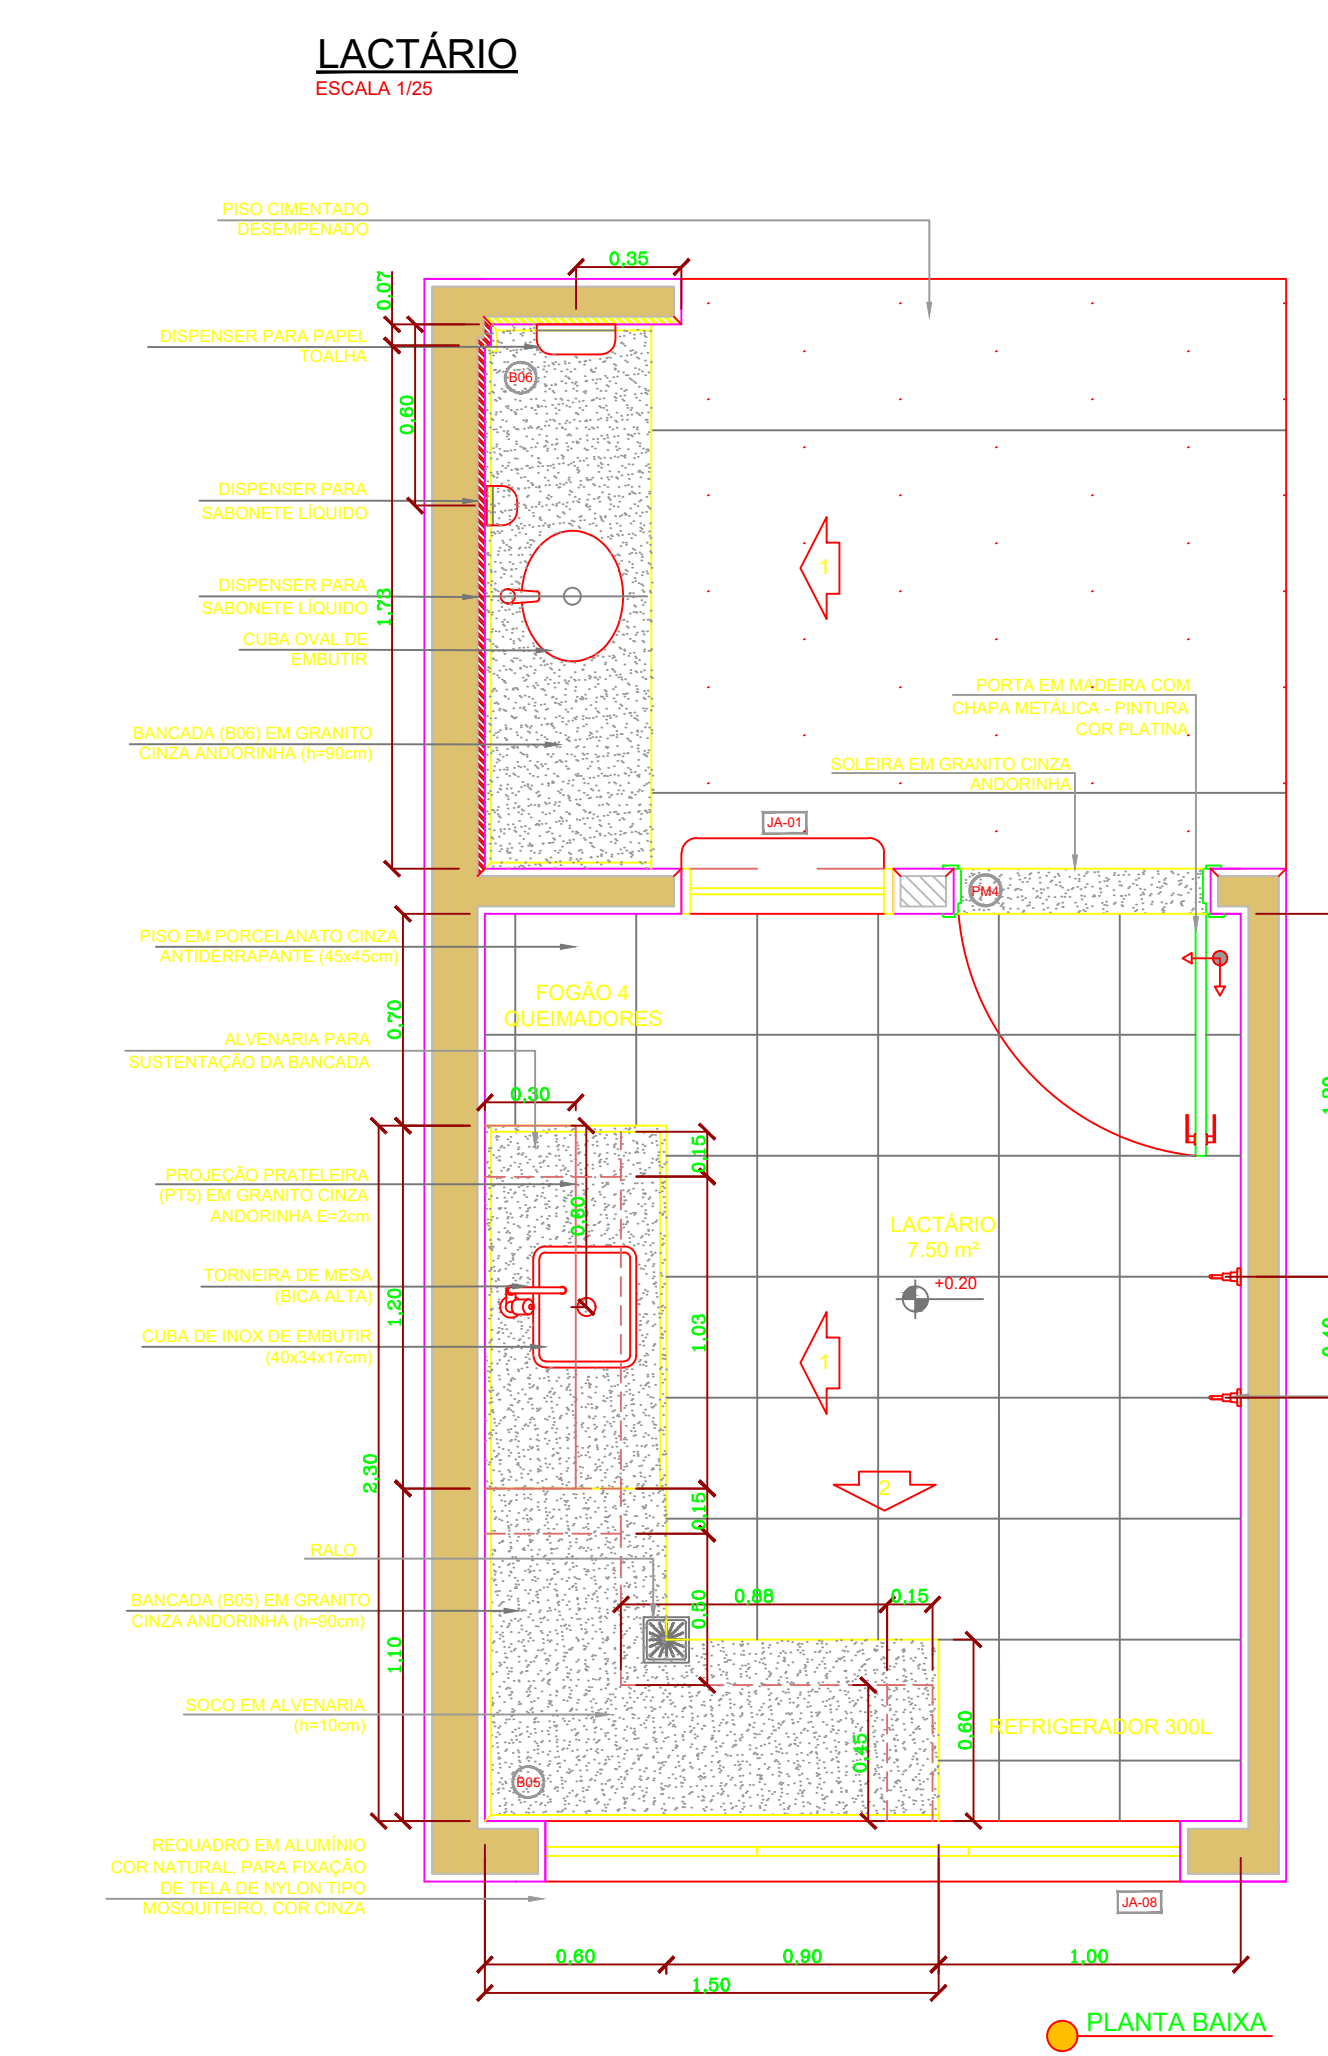 LACTÁRIO
ESCALA 1/25
PISO CIMENTADO
DESEMPENADO
0,35
0,07
DISPENSER PARA PAPEL
TOALHA
B06
0,60
DISPENSER PARA
SABONETE LÍQUIDO
1
DISPENSER PARA
SABONETE LÍQUIDO
1,73
CUBA OVAL DE
EMBUTIR
PORTA EM MADEIRA COM
CHAPA METÁLICA - PINTURA
COR PLATINA
BANCADA (B06) EM GRANITO
CINZA ANDORINHA (h=90cm)
SOLEIRA EM GRANITO CINZA
ANDORINHA
JA-01
PM4
PISO EM PORCELANATO CINZA
ANTIDERRAPANTE (45x45cm)
FOGÃO 4
QUEIMADORES
0,70
ALVENARIA PARA
SUSTENTAÇÃO DA BANCADA
0,30
0,15
PROJEÇÃO PRATELEIRA
(PT5) EM GRANITO CINZA
ANDORINHA E=2cm
0,60
LACTÁRIO
7.50 m²
+0.20
TORNEIRA DE MESA
(BICA ALTA)
1,20
CUBA DE INOX DE EMBUTIR
(40x34x17cm)
1,03
1
2,30
2
0,15
RALO
BANCADA (B05) EM GRANITO
CINZA ANDORINHA (h=90cm)
0,88
0,15
0,50
1,10
SOCO EM ALVENARIA
(h=10cm)
0,45
0,60
REFRIGERADOR 300L
B05
REQUADRO EM ALUMÍNIO
COR NATURAL, PARA FIXAÇÃO
DE TELA DE NYLON TIPO
MOSQUITEIRO, COR CINZA
JA-08
0,60
0,90
1,00
1,50
PLANTA BAIXA